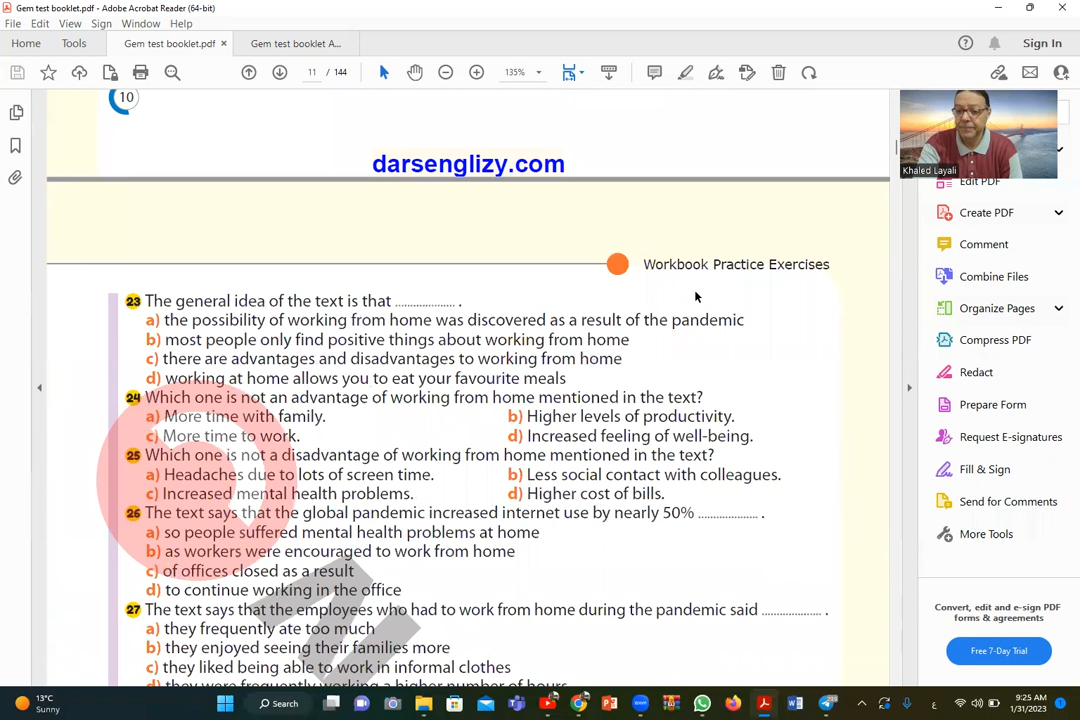 Gem test booklet.pdf - Adobe Acrobat Reader (64-bit)
File Edit View Sign Window Help
Home Tools Gem test booklet.pdf × Gem test booklet A... Sign In
11 / 144 135%
10
darsenglizy.com
Khaled Layali
Edit PDF
Create PDF
Comment
Combine Files
Organize Pages
Compress PDF
Redact
Prepare Form
Request E-signatures
Fill & Sign
Send for Comments
More Tools
Convert, edit and e-sign PDF
forms & agreements
Free 7-Day Trial
Workbook Practice Exercises
23 The general idea of the text is that .................... .
a) the possibility of working from home was discovered as a result of the pandemic
b) most people only find positive things about working from home
c) there are advantages and disadvantages to working from home
d) working at home allows you to eat your favourite meals
24 Which one is not an advantage of working from home mentioned in the text?
a) More time with family. b) Higher levels of productivity.
c) More time to work. d) Increased feeling of well-being.
25 Which one is not a disadvantage of working from home mentioned in the text?
a) Headaches due to lots of screen time. b) Less social contact with colleagues.
c) Increased mental health problems. d) Higher cost of bills.
26 The text says that the global pandemic increased internet use by nearly 50% .................... .
a) so people suffered mental health problems at home
b) as workers were encouraged to work from home
c) of offices closed as a result
d) to continue working in the office
27 The text says that the employees who had to work from home during the pandemic said .................... .
a) they frequently ate too much
b) they enjoyed seeing their families more
c) they liked being able to work in informal clothes
d) they were frequently working a higher number of hours
13°C
Sunny
Search
ع
9:25 AM
1/31/2023